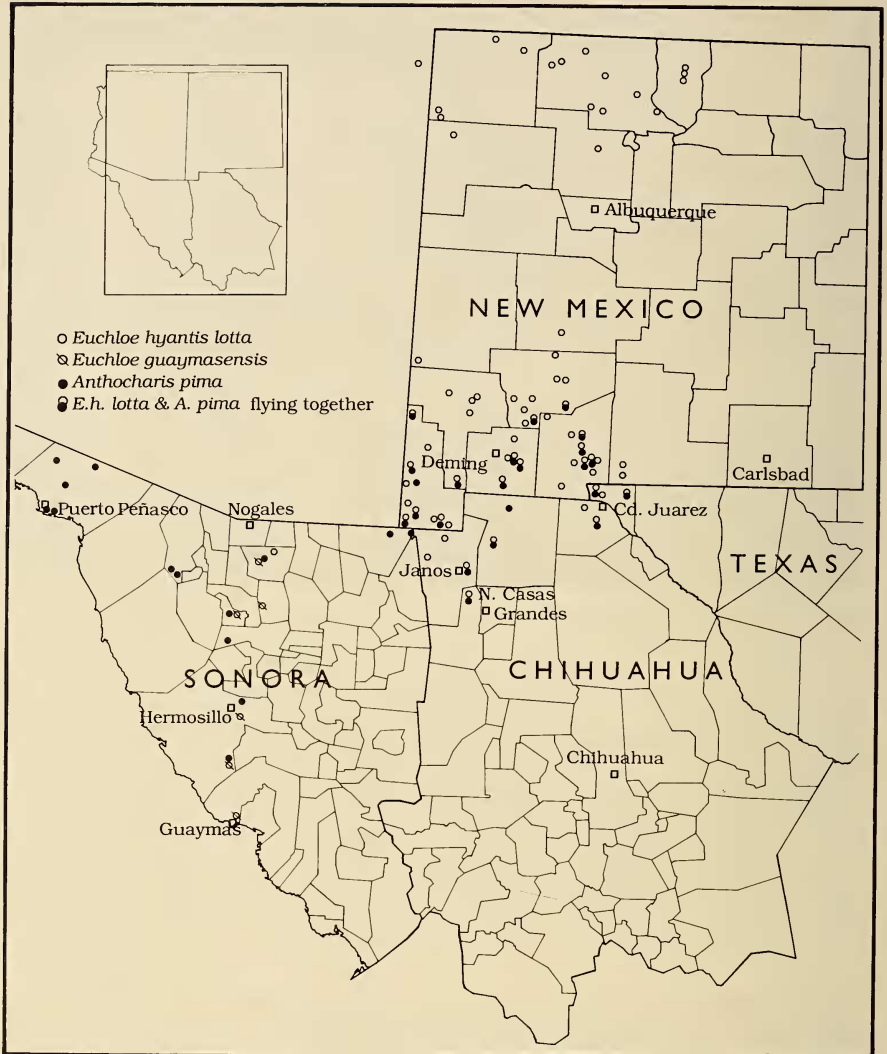 Albuquerque
NEW MEXICO
Euchloe hyantis lotta
Euchloe guaymasensis
Anthocharis pima
E.h. lotta & A. pima flying together
Deming
Carlsbad
Puerto Peñasco
Nogales
Cd. Juarez
Janos
TEXAS
N. Casas
Grandes
SONORA
CHIHUAHUA
Hermosillo
Chihuahua
Guaymas